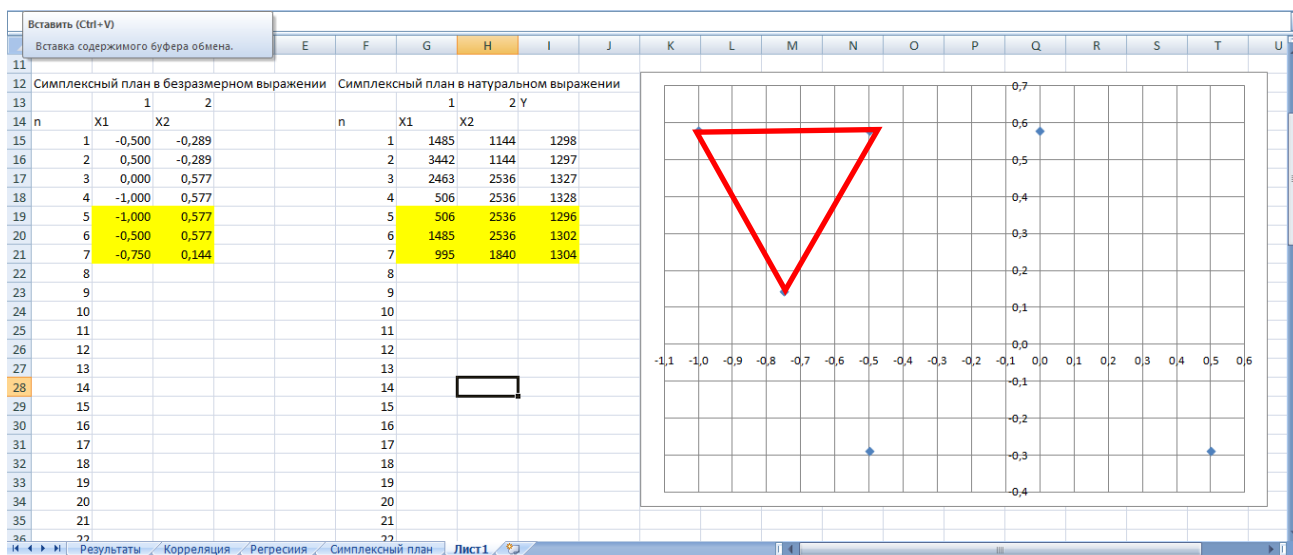 Вставить (Ctrl+V)
Вставка содержимого буфера обмена.
E F G H I J K L M N O P Q R S T U
11
12 Симплексный план в безразмерном выражении Симплексный план в натуральном выражении
13 1 2 1 2 Y
14 n X1 X2 n X1 X2
15 1 -0,500 -0,289 1 1485 1144 1298
16 2 0,500 -0,289 2 3442 1144 1297
17 3 0,000 0,577 3 2463 2536 1327
18 4 -1,000 0,577 4 506 2536 1328
19 5 -1,000 0,577 5 506 2536 1296
20 6 -0,500 0,577 6 1485 2536 1302
21 7 -0,750 0,144 7 995 1840 1304
22 8 8
23 9 9
24 10 10
25 11 11
26 12 12
27 13 13
28 14 14
29 15 15
30 16 16
31 17 17
32 18 18
33 19 19
34 20 20
35 21 21
36 22 22
0,7
0,6
0,5
0,4
0,3
0,2
0,1
0,0
-1,1 -1,0 -0,9 -0,8 -0,7 -0,6 -0,5 -0,4 -0,3 -0,2 -0,1 0,0 0,1 0,2 0,3 0,4 0,5 0,6
-0,1
-0,2
-0,3
-0,4
Результаты Корреляция Регресиия Симплексный план Лист1